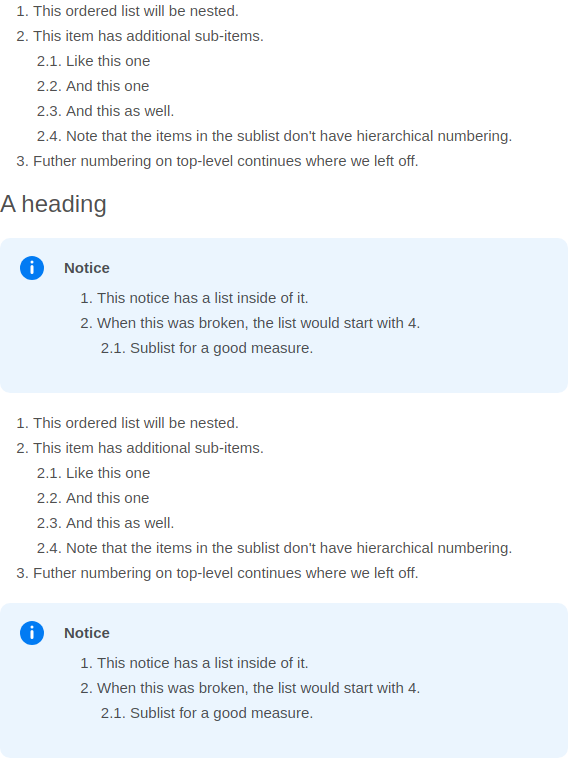 1. This ordered list will be nested.
2. This item has additional sub-items.
2.1. Like this one
2.2. And this one
2.3. And this as well.
2.4. Note that the items in the sublist don't have hierarchical numbering.
3. Futher numbering on top-level continues where we left off.
A heading
Notice
1. This notice has a list inside of it.
2. When this was broken, the list would start with 4.
2.1. Sublist for a good measure.
1. This ordered list will be nested.
2. This item has additional sub-items.
2.1. Like this one
2.2. And this one
2.3. And this as well.
2.4. Note that the items in the sublist don't have hierarchical numbering.
3. Futher numbering on top-level continues where we left off.
Notice
1. This notice has a list inside of it.
2. When this was broken, the list would start with 4.
2.1. Sublist for a good measure.